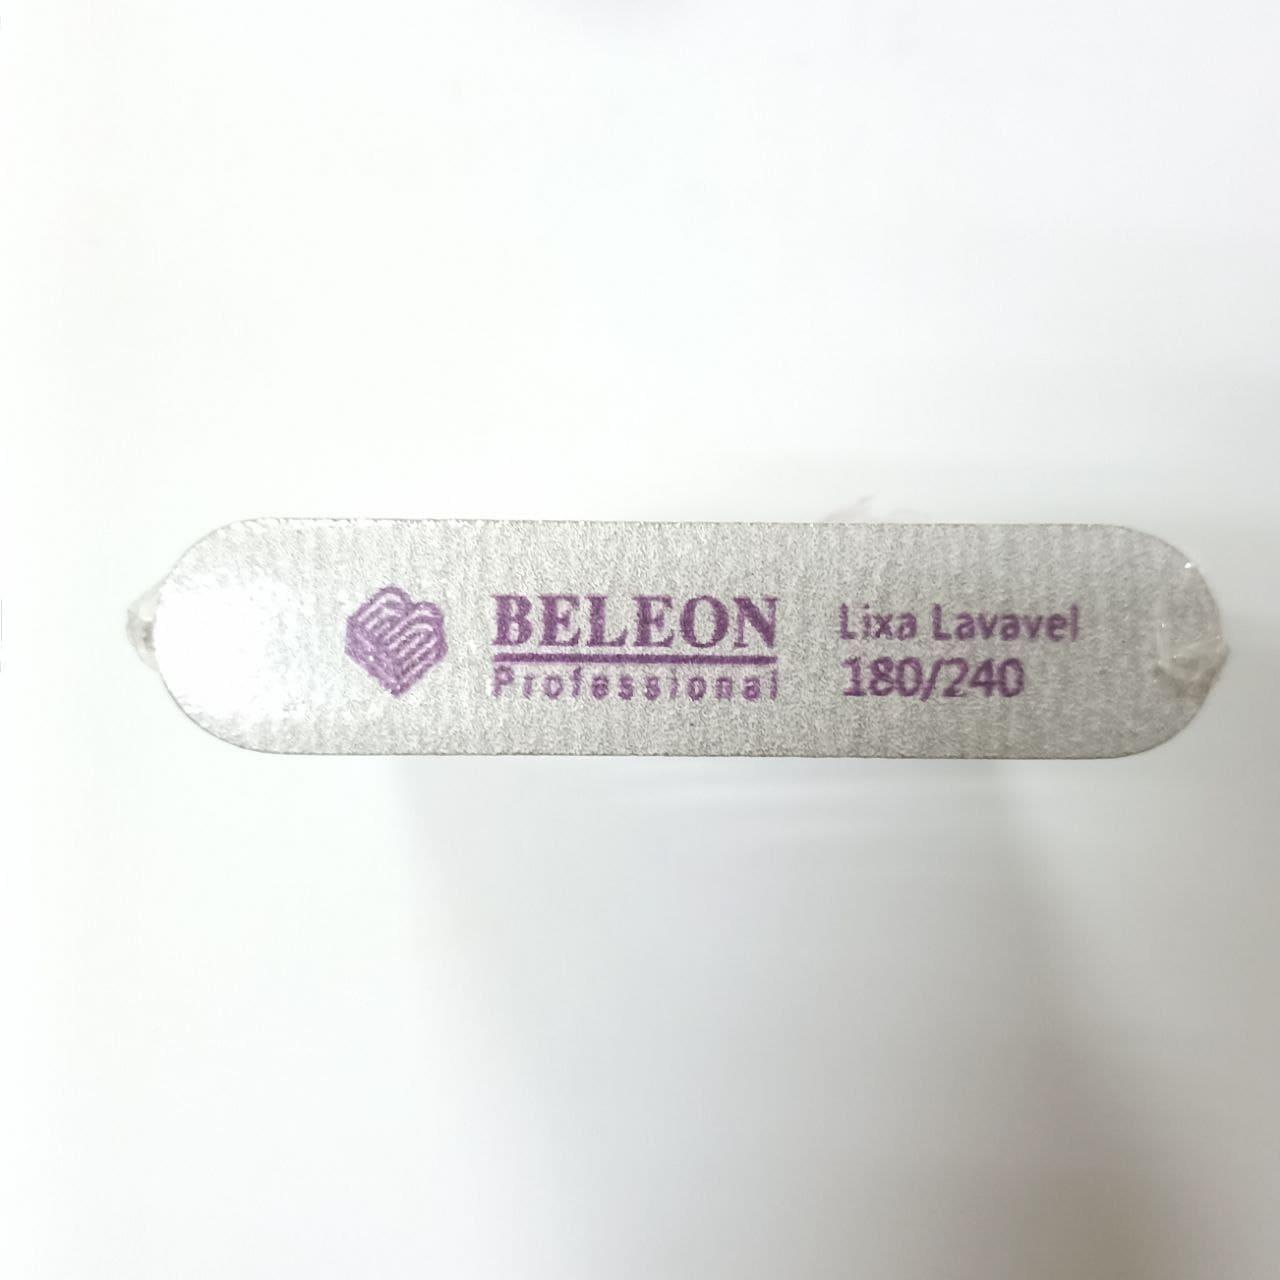 BELEON
Professional
Lixa Lavavel
180/240